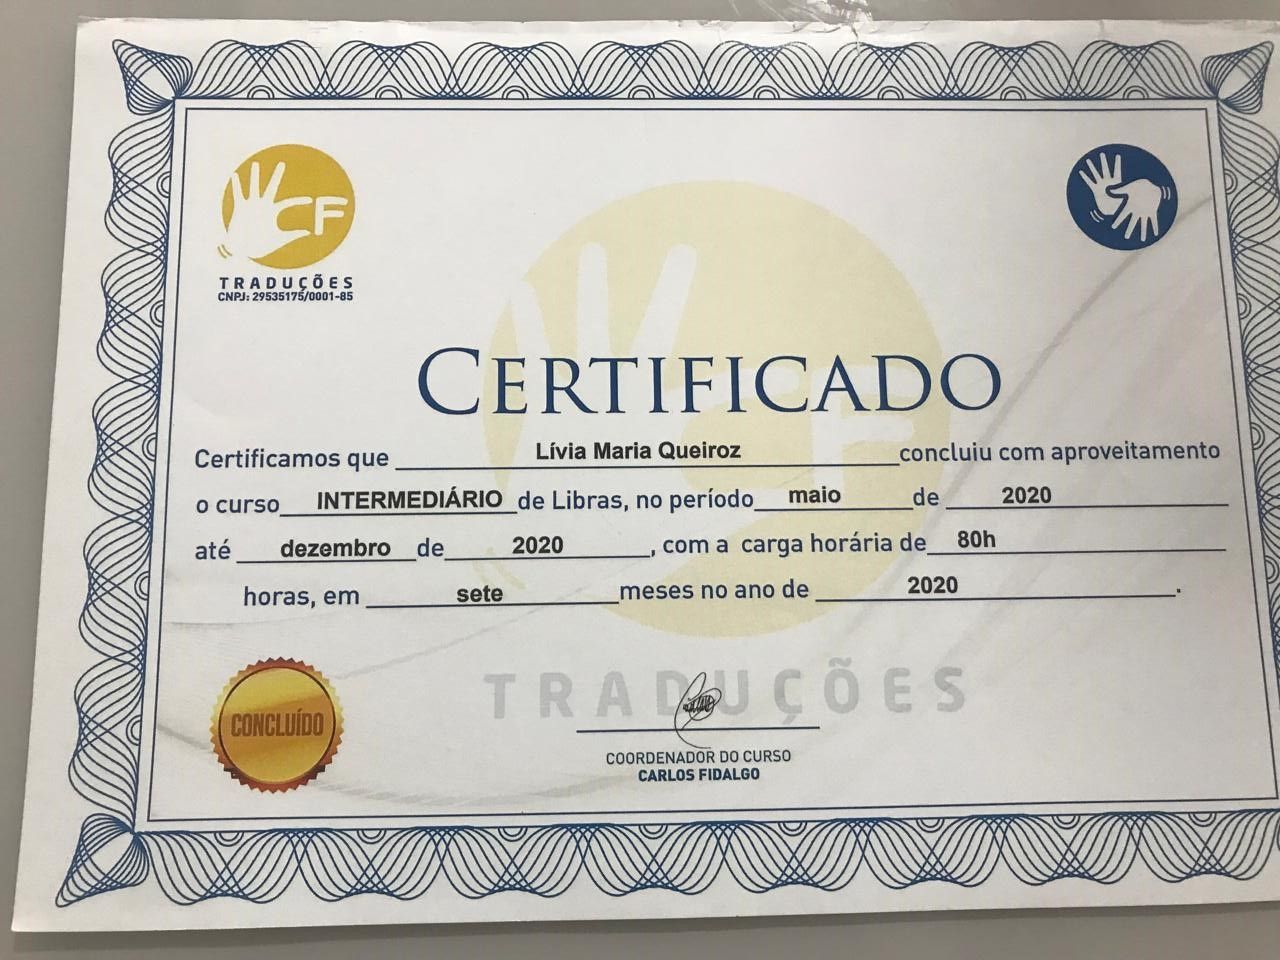 CF
TRADUÇÕES
CNPJ: 29535175/0001-85
CERTIFICADO
Certificamos que Lívia Maria Queiroz concluiu com aproveitamento
o curso INTERMEDIÁRIO de Libras, no período maio de 2020
até dezembro de 2020, com a carga horária de 80h
horas, em sete meses no ano de 2020.
TRADUÇÕES
CONCLUÍDO
COORDENADOR DO CURSO
CARLOS FIDALGO